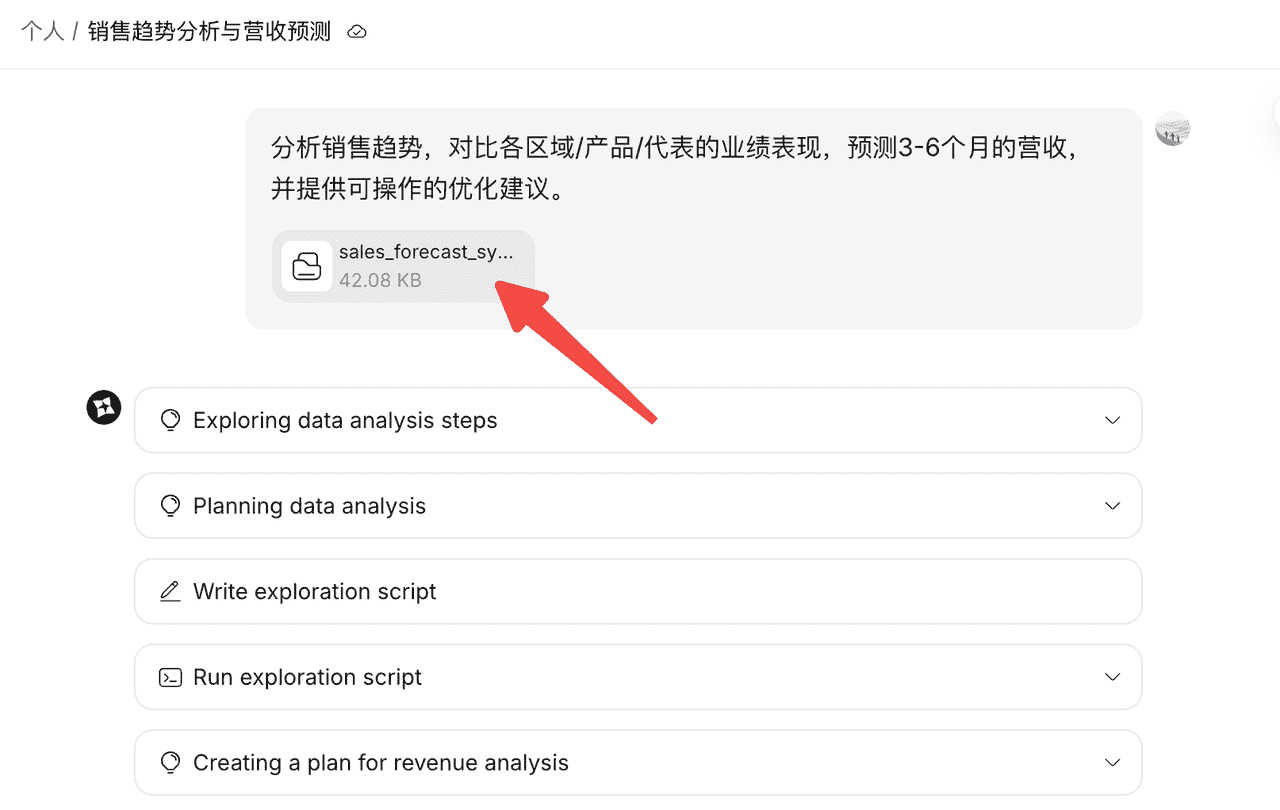 个人 / 销售趋势分析与营收预测
分析销售趋势，对比各区域/产品/代表的业绩表现，预测3-6个月的营收，
并提供可操作的优化建议。
sales_forecast_sy...
42.08 KB
Exploring data analysis steps
Planning data analysis
Write exploration script
Run exploration script
Creating a plan for revenue analysis